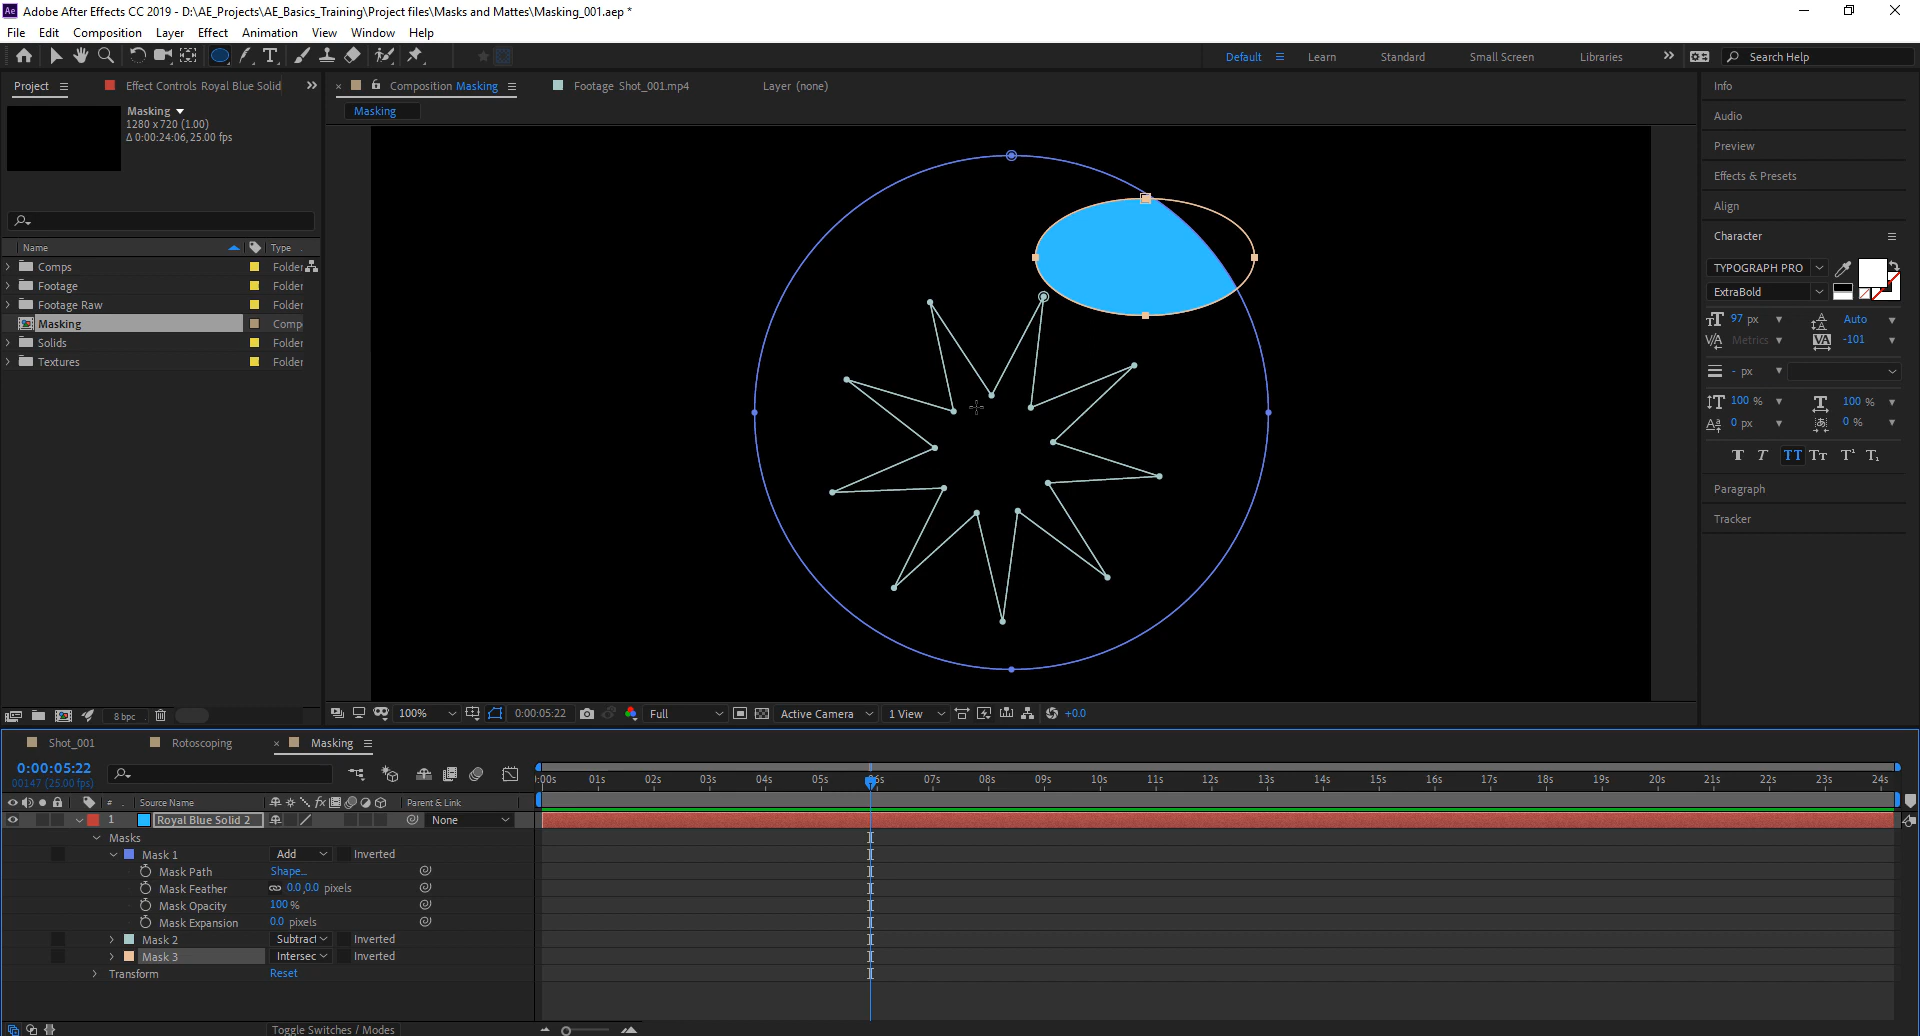 Adobe After Effects CC 2019 - D:\AE_Projects\AE_Basics_Training\Project files\Masks and Mattes\Masking_001.aep *
File Edit Composition Layer Effect Animation View Window Help
Default Learn Standard Small Screen Libraries Search Help
Project Effect Controls Royal Blue Solid
Composition Masking Footage Shot_001.mp4 Layer (none)
Masking
Masking
1280 x 720 (1.00)
Δ 0:00:24:06, 25.00 fps
Name Type
Comps Folder
Footage Folder
Footage Raw Folder
Masking Comp
Solids Folder
Textures Folder
8 bpc
100% 0:00:05:22 Full Active Camera 1 View +0.0
Info
Audio
Preview
Effects & Presets
Align
Character
TYPOGRAPH PRO
ExtraBold
97 px Auto
Metrics -101
- px
100 % 100 %
0 px 0 %
T T TT Tr T¹ T₁
Paragraph
Tracker
Shot_001 Rotoscoping Masking
0:00:05:22
00147 (25.00 fps)
:00s 01s 02s 03s 04s 05s 06s 07s 08s 09s 10s 11s 12s 13s 14s 15s 16s 17s 18s 19s 20s 21s 22s 23s 24s
# Source Name Parent & Link
1 Royal Blue Solid 2 None
Masks
Mask 1 Add Inverted
Mask Path Shape...
Mask Feather 0.0,0.0 pixels
Mask Opacity 100 %
Mask Expansion 0.0 pixels
Mask 2 Subtract Inverted
Mask 3 Intersec Inverted
Transform Reset
Toggle Switches / Modes